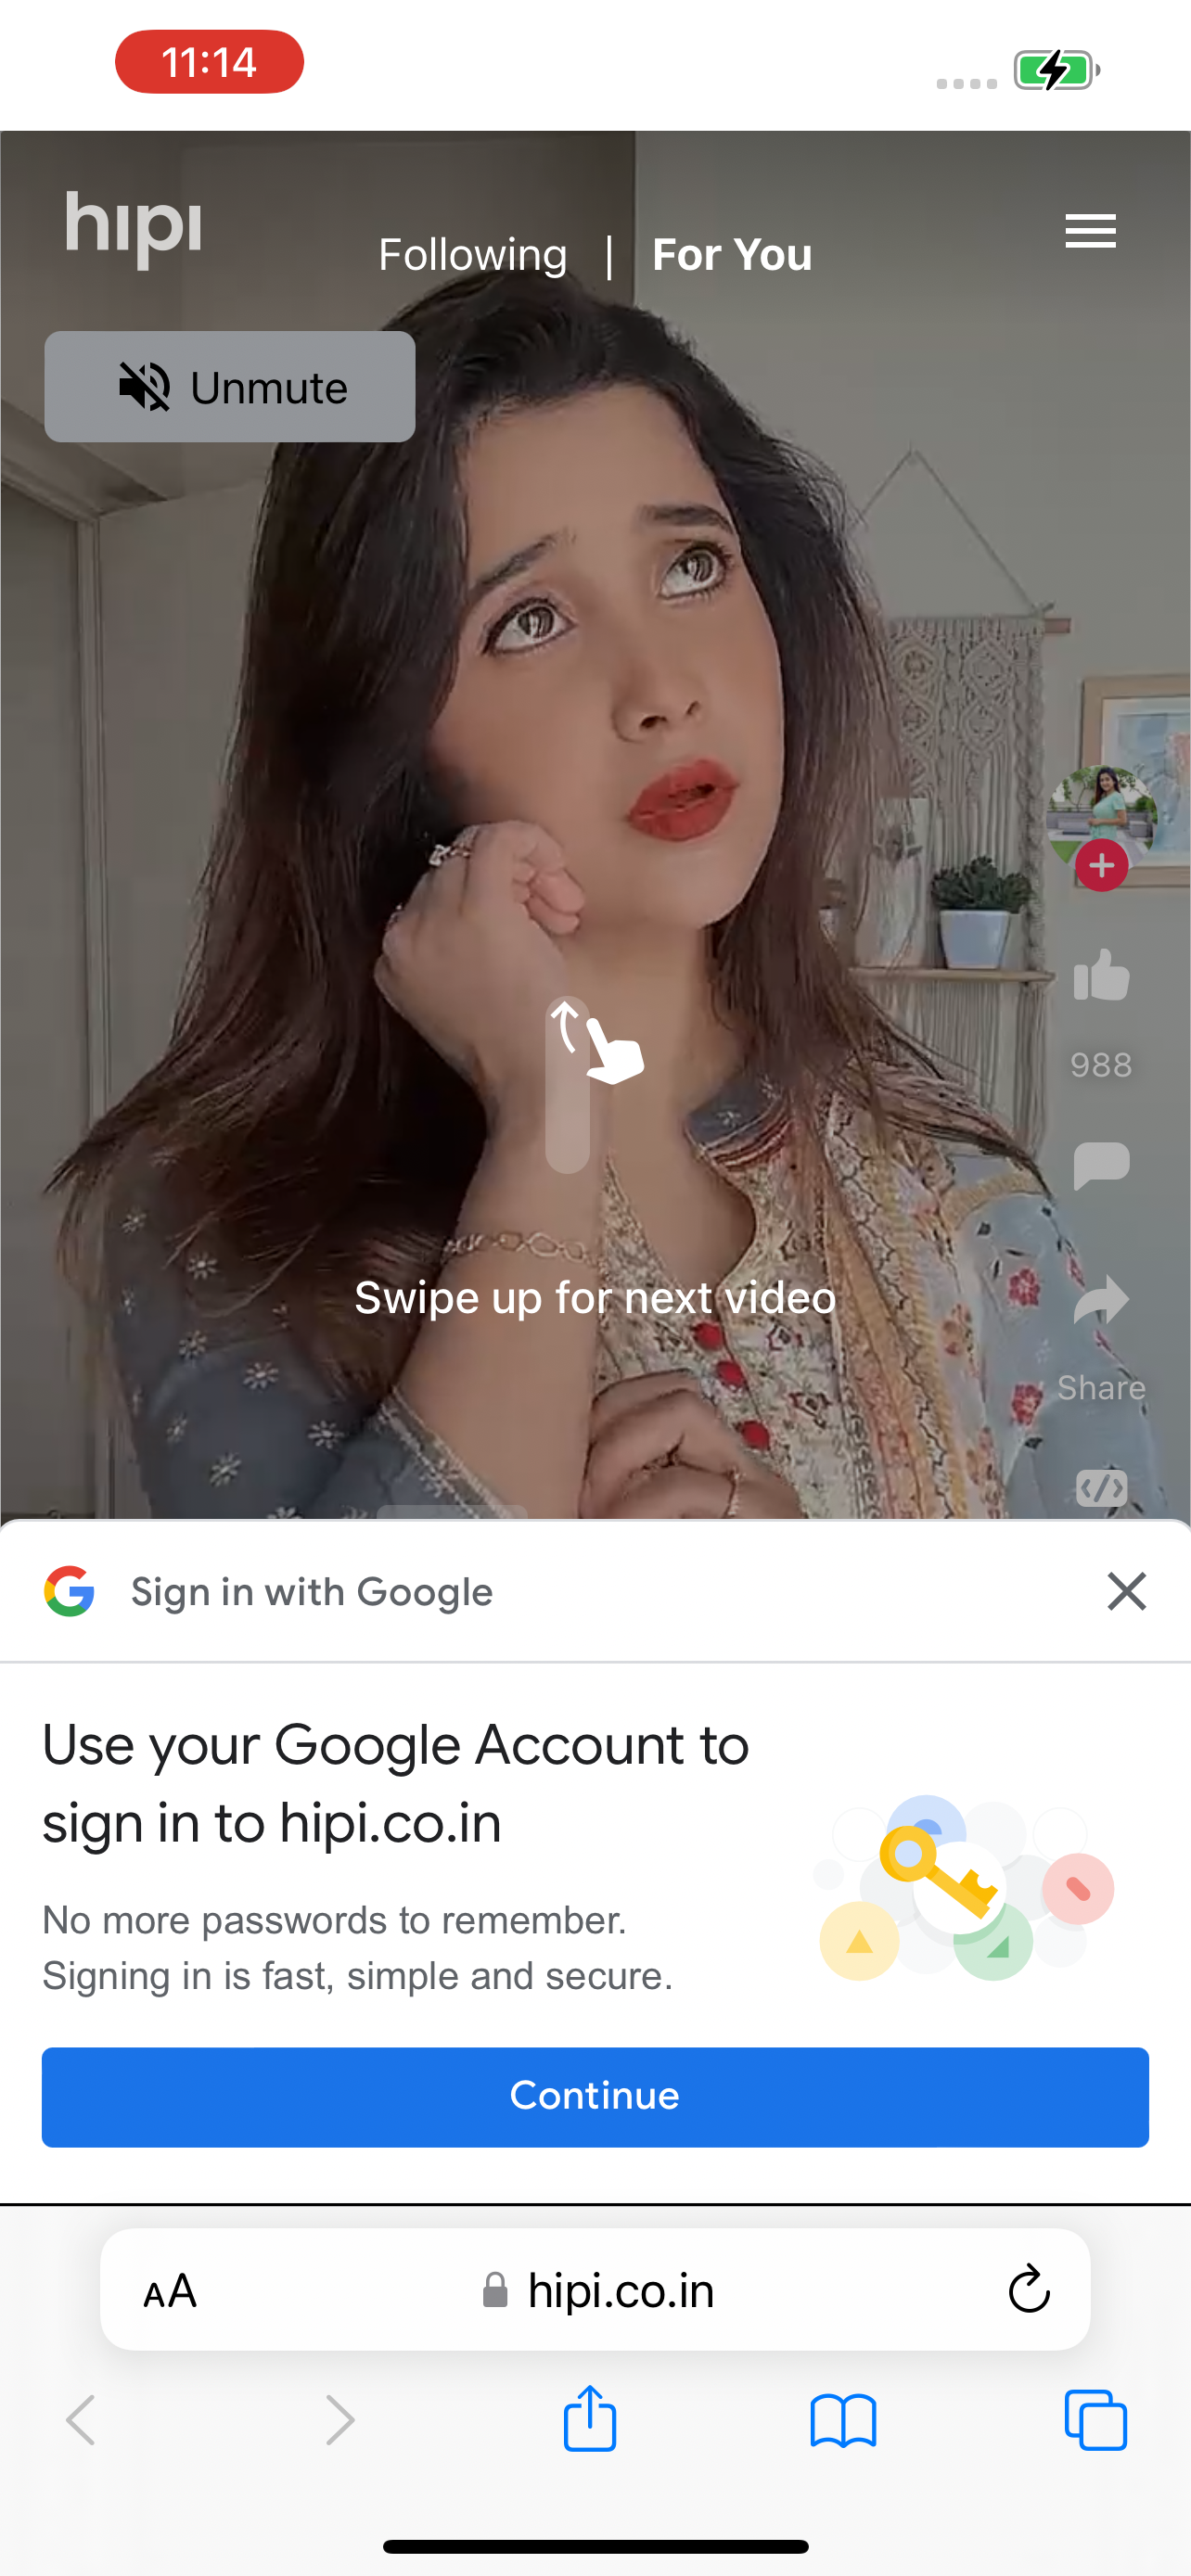 11:14
hipi
Following | For You
Unmute
988
Swipe up for next video
Share
Sign in with Google
Use your Google Account to
sign in to hipi.co.in
No more passwords to remember.
Signing in is fast, simple and secure.
Continue
AA
hipi.co.in